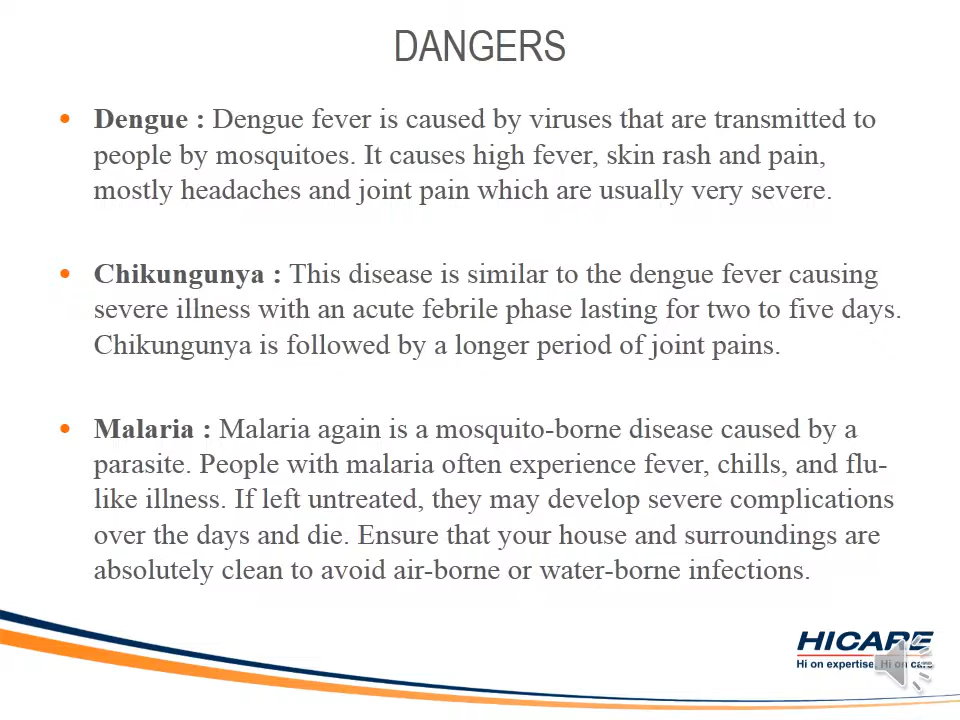 DANGERS
• Dengue : Dengue fever is caused by viruses that are transmitted to
people by mosquitoes. It causes high fever, skin rash and pain,
mostly headaches and joint pain which are usually very severe.
• Chikungunya : This disease is similar to the dengue fever causing
severe illness with an acute febrile phase lasting for two to five days.
Chikungunya is followed by a longer period of joint pains.
• Malaria : Malaria again is a mosquito-borne disease caused by a
parasite. People with malaria often experience fever, chills, and flu-
like illness. If left untreated, they may develop severe complications
over the days and die. Ensure that your house and surroundings are
absolutely clean to avoid air-borne or water-borne infections.
HICARE
Hi on expertise. Hi on care